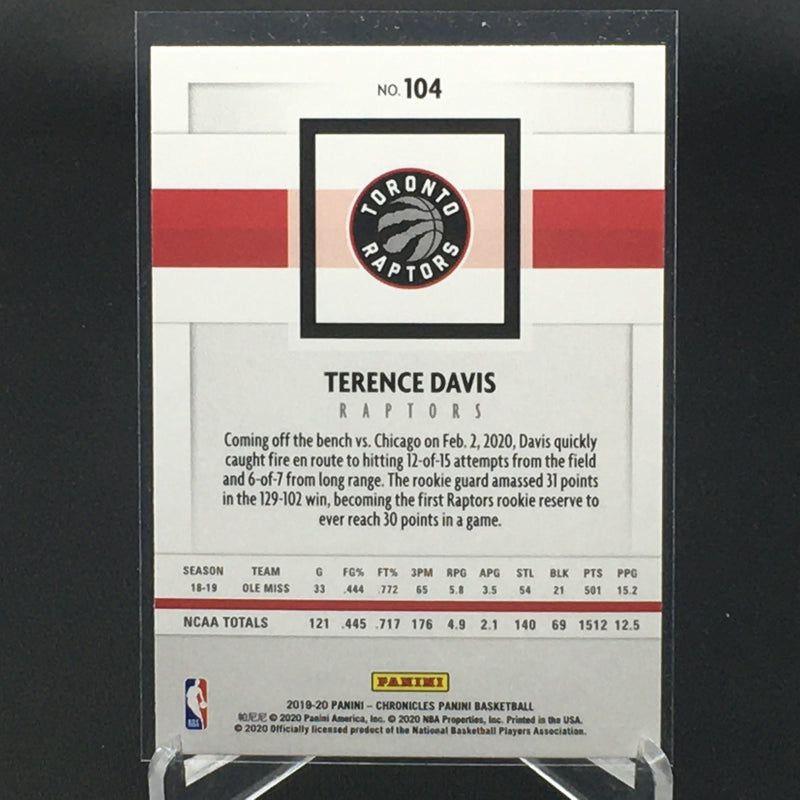 NO. 104
TORONTO
RAPTORS
TERENCE DAVIS
RAPTORS
Coming off the bench vs. Chicago on Feb. 2, 2020, Davis quickly
caught fire en route to hitting 12-of-15 attempts from the field
and 6-of-7 from long range. The rookie guard amassed 31 points
in the 129-102 win, becoming the first Raptors rookie reserve to
ever reach 30 points in a game.
SEASON TEAM G FG% FT% 3PM RPG APG STL BLK PTS PPG
18-19 OLE MISS 33 .444 .772 65 5.8 3.5 54 21 501 15.2
NCAA TOTALS 121 .445 .717 176 4.9 2.1 140 69 1512 12.5
PANINI
NBA
2019-20 PANINI – CHRONICLES PANINI BASKETBALL
帕尼尼 © 2020 Panini America, Inc. © 2020 NBA Properties, Inc. Printed in the USA.
© 2020 Officially licensed product of the National Basketball Players Association.